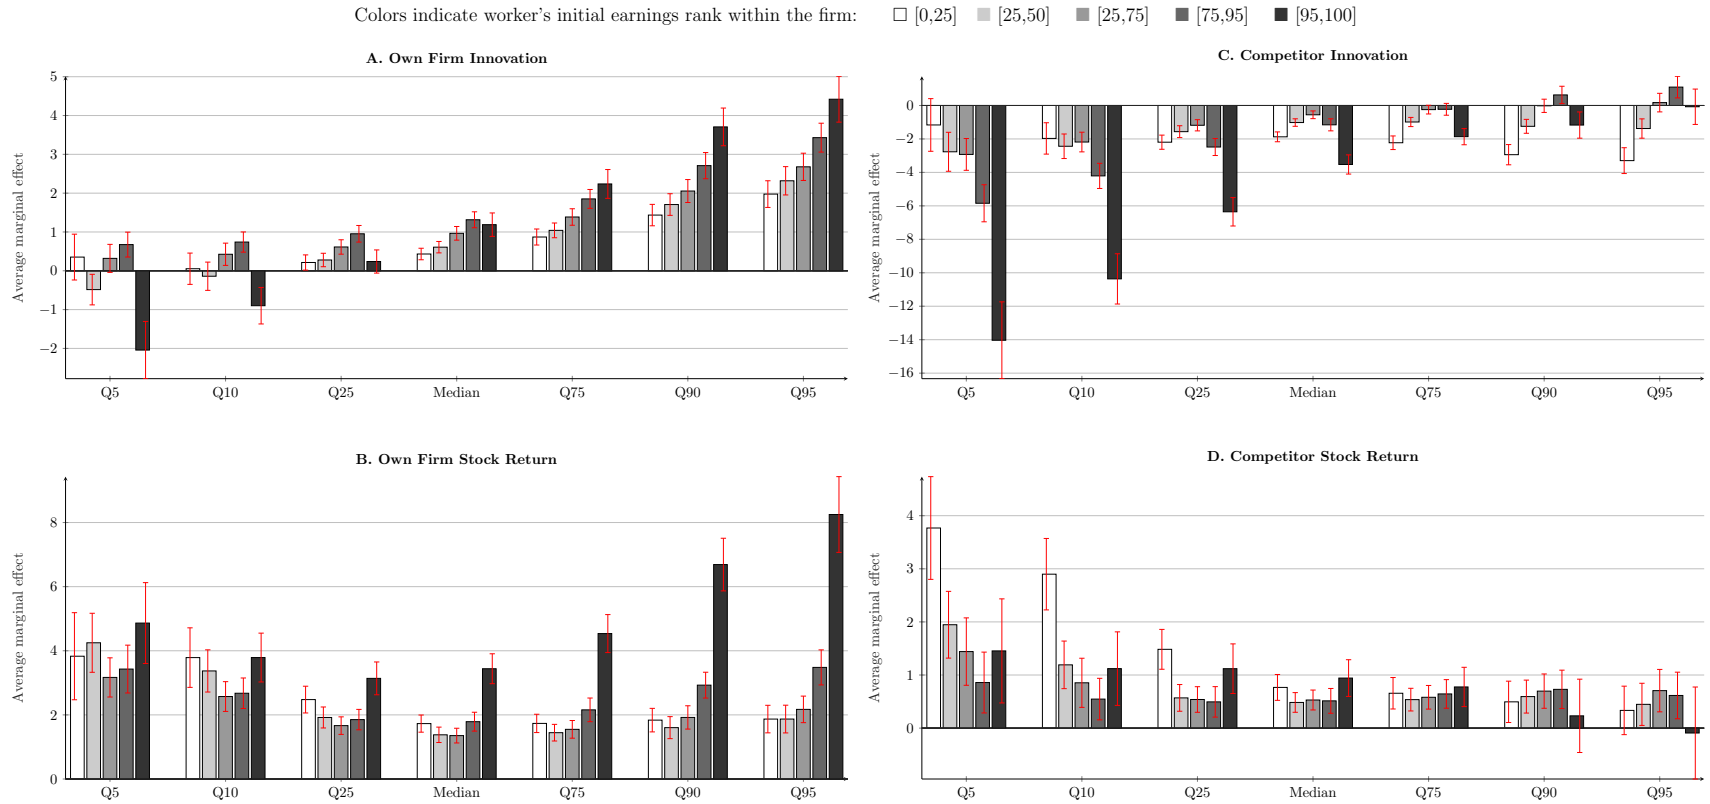 Colors indicate worker's initial earnings rank within the firm: [0,25] [25,50] [25,75] [75,95] [95,100]
A. Own Firm Innovation
Average marginal effect
5
4
3
2
1
0
−1
−2
Q5 Q10 Q25 Median Q75 Q90 Q95
C. Competitor Innovation
Average marginal effect
0
−2
−4
−6
−8
−10
−12
−14
−16
Q5 Q10 Q25 Median Q75 Q90 Q95
B. Own Firm Stock Return
Average marginal effect
8
6
4
2
0
Q5 Q10 Q25 Median Q75 Q90 Q95
D. Competitor Stock Return
Average marginal effect
4
3
2
1
0
Q5 Q10 Q25 Median Q75 Q90 Q95